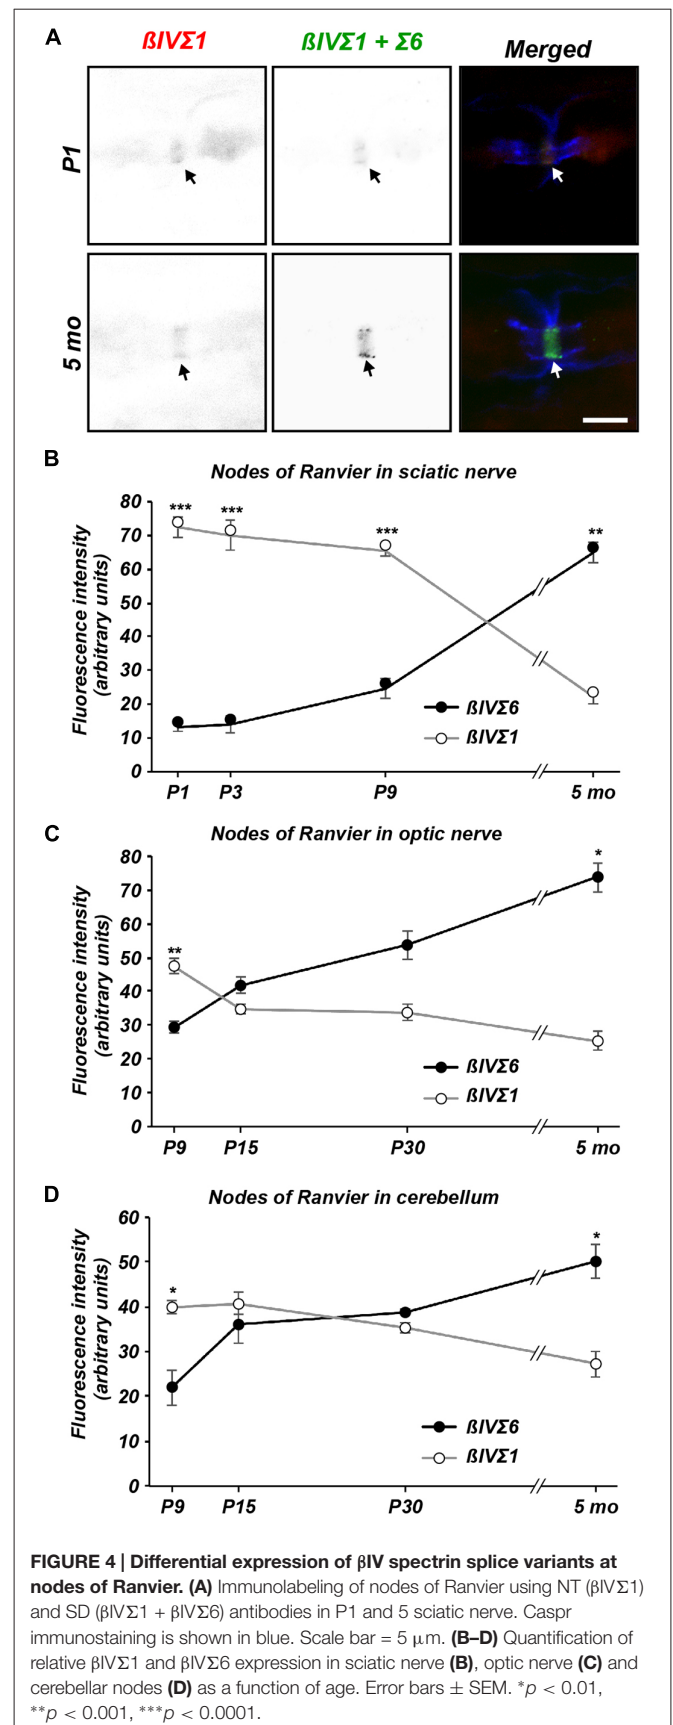 A
ßIVΣ1
ßIVΣ1 + Σ6
Merged
P1
5 mo
B
Nodes of Ranvier in sciatic nerve
Fluorescence intensity
(arbitrary units)
80
70
60
50
40
30
20
10
0
***
***
***
**
ßIVΣ6
ßIVΣ1
P1
P3
P9
5 mo
C
Nodes of Ranvier in optic nerve
Fluorescence intensity
(arbitrary units)
80
70
60
50
40
30
20
10
0
**
*
ßIVΣ6
ßIVΣ1
P9
P15
P30
5 mo
D
Nodes of Ranvier in cerebellum
Fluorescence intensity
(arbitrary units)
60
50
40
30
20
10
0
*
*
ßIVΣ6
ßIVΣ1
P9
P15
P30
5 mo
FIGURE 4 | Differential expression of βIV spectrin splice variants at
nodes of Ranvier. (A) Immunolabeling of nodes of Ranvier using NT (βIVΣ1)
and SD (βIVΣ1 + βIVΣ6) antibodies in P1 and 5 sciatic nerve. Caspr
immunostaining is shown in blue. Scale bar = 5 μm. (B–D) Quantification of
relative βIVΣ1 and βIVΣ6 expression in sciatic nerve (B), optic nerve (C) and
cerebellar nodes (D) as a function of age. Error bars ± SEM. *p < 0.01,
**p < 0.001, ***p < 0.0001.